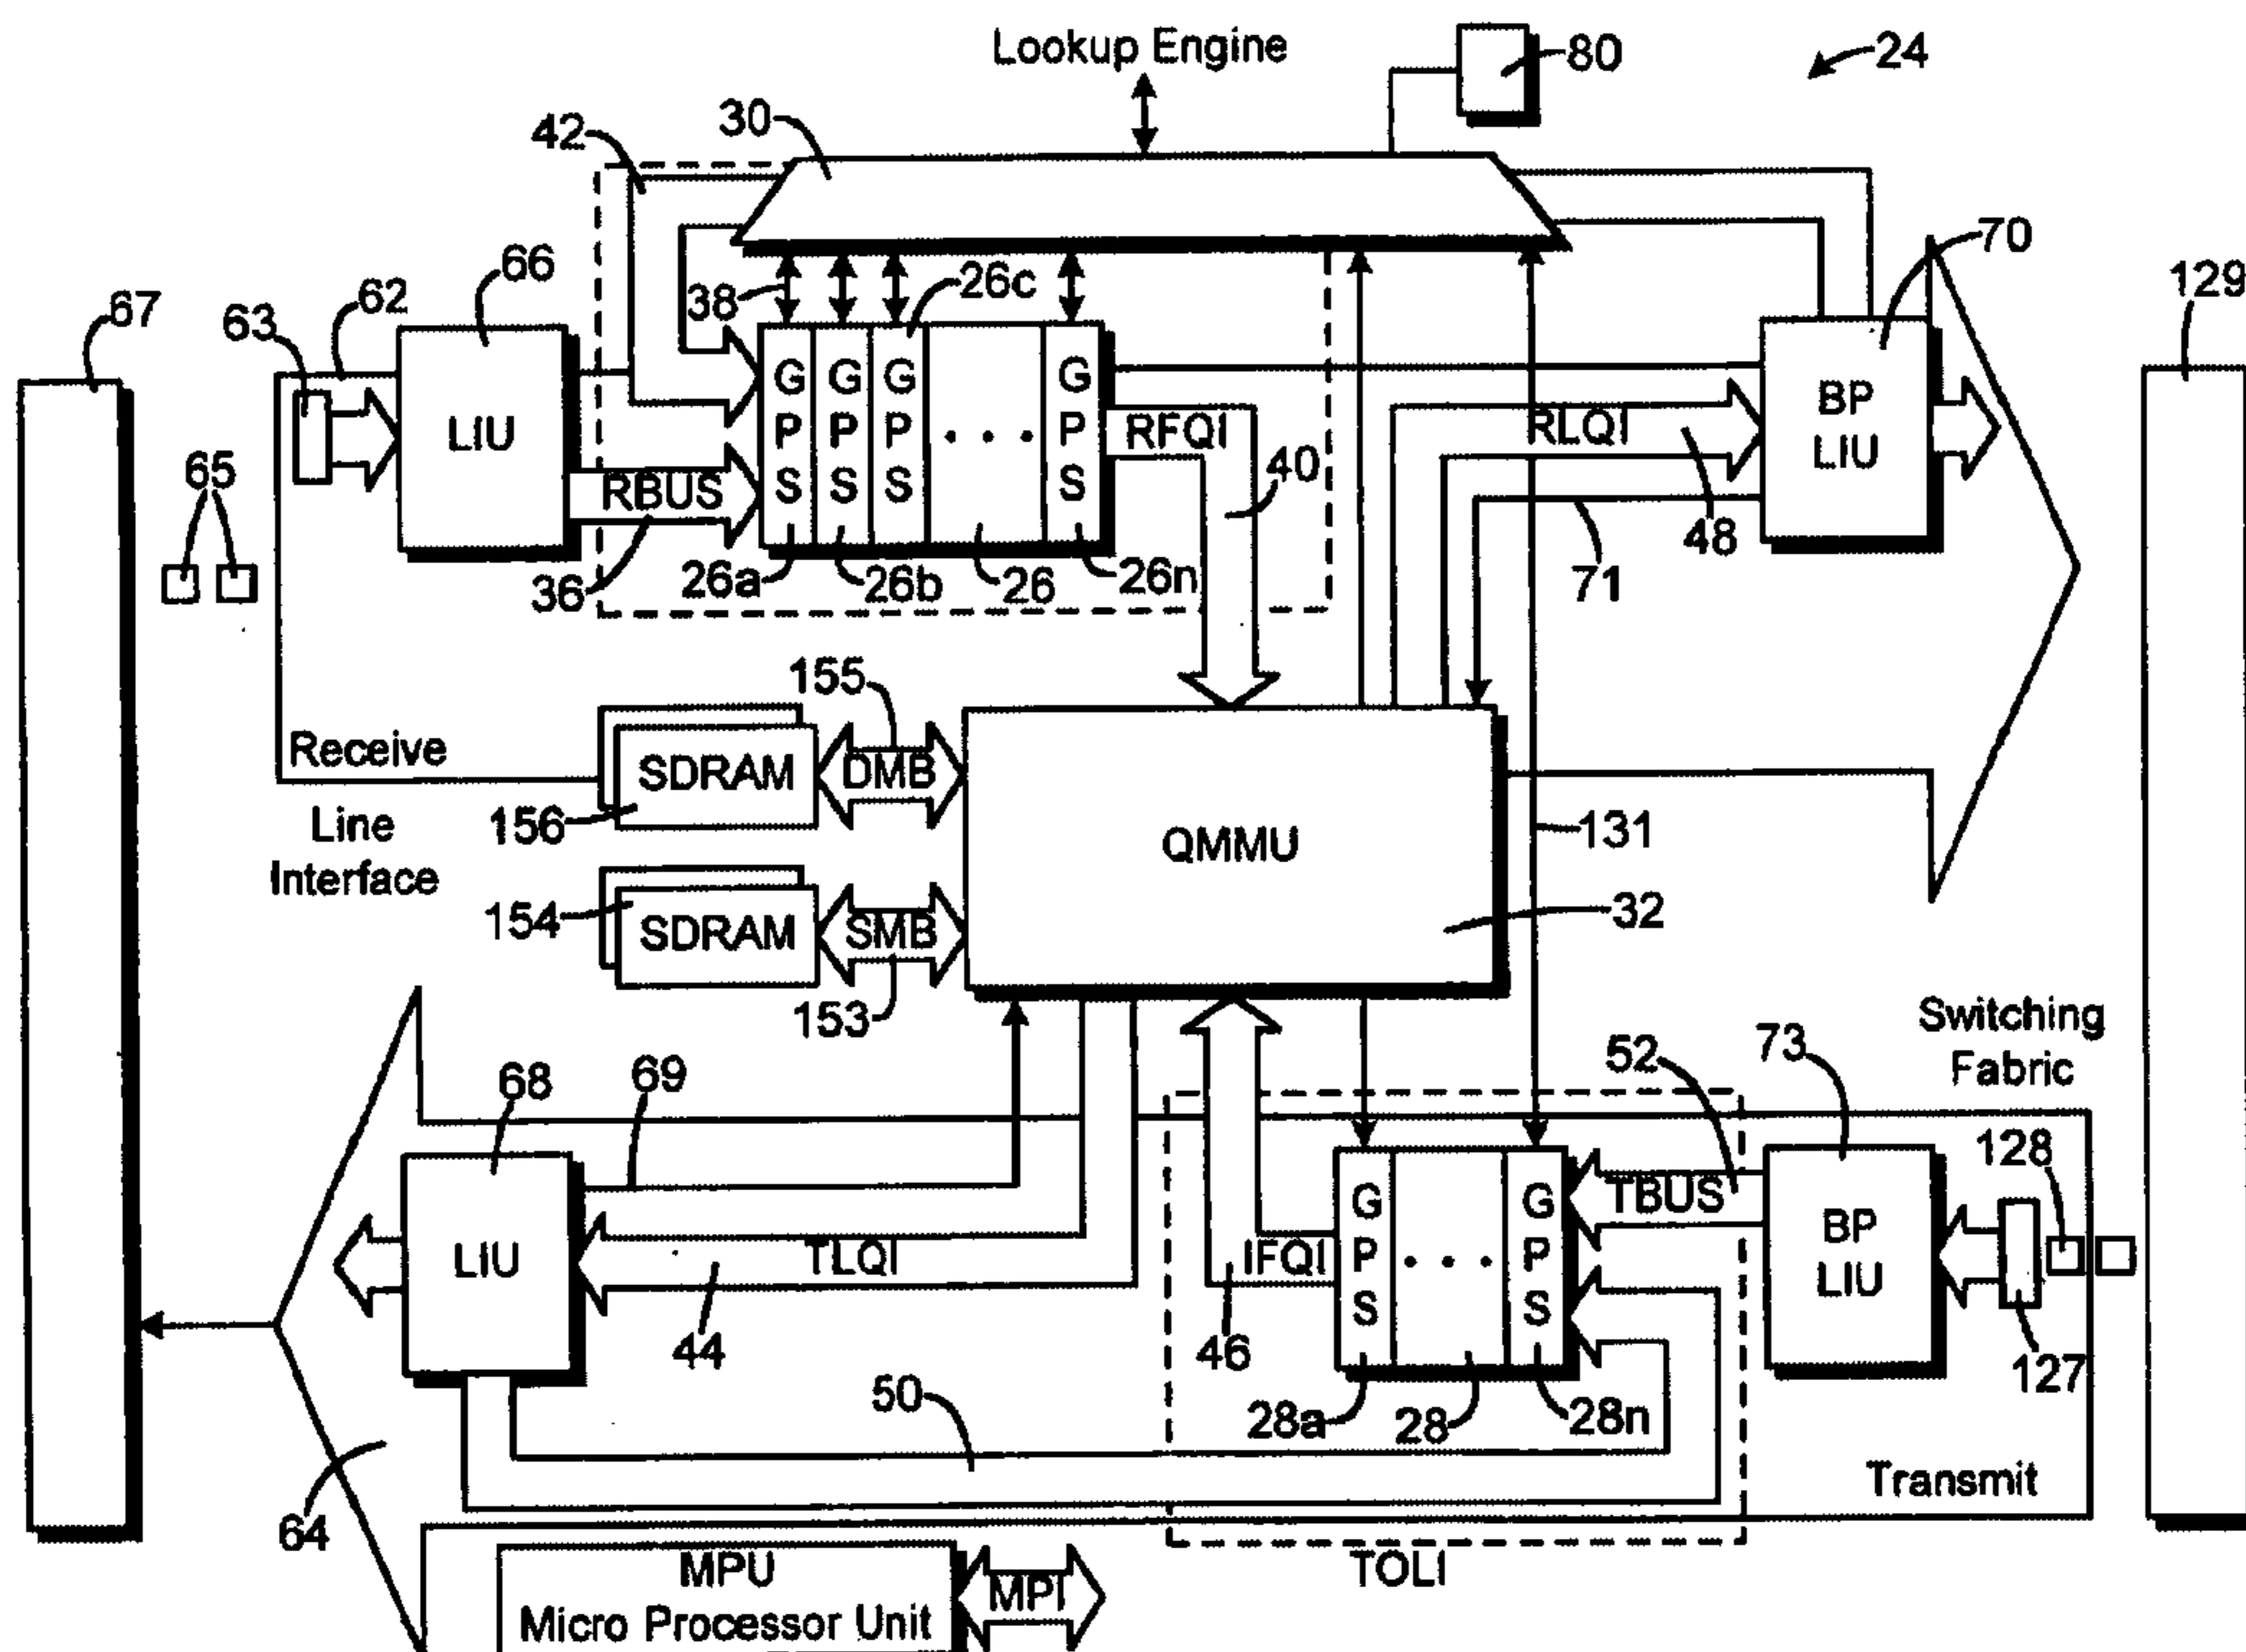 Lookup Engine
80
24
42
30
70
66
26c
129
67
63
62
38
G P S
G P S
G P S
G P S
. . .
LIU
RFQI
RLQI
BP LIU
65
RBUS
40
48
36
26a
26b
26
26n
71
155
Receive
SDRAM
DMB
156
Line
Interface
QMMU
131
154
SDRAM
SMB
32
153
Switching
Fabric
68
69
52
73
128
G P S
. . .
G P S
TBUS
BP LIU
LIU
TLQI
IFQI
44
46
127
50
28a
28
28n
64
Transmit
MPU
Micro Processor Unit
MPI
TOLI